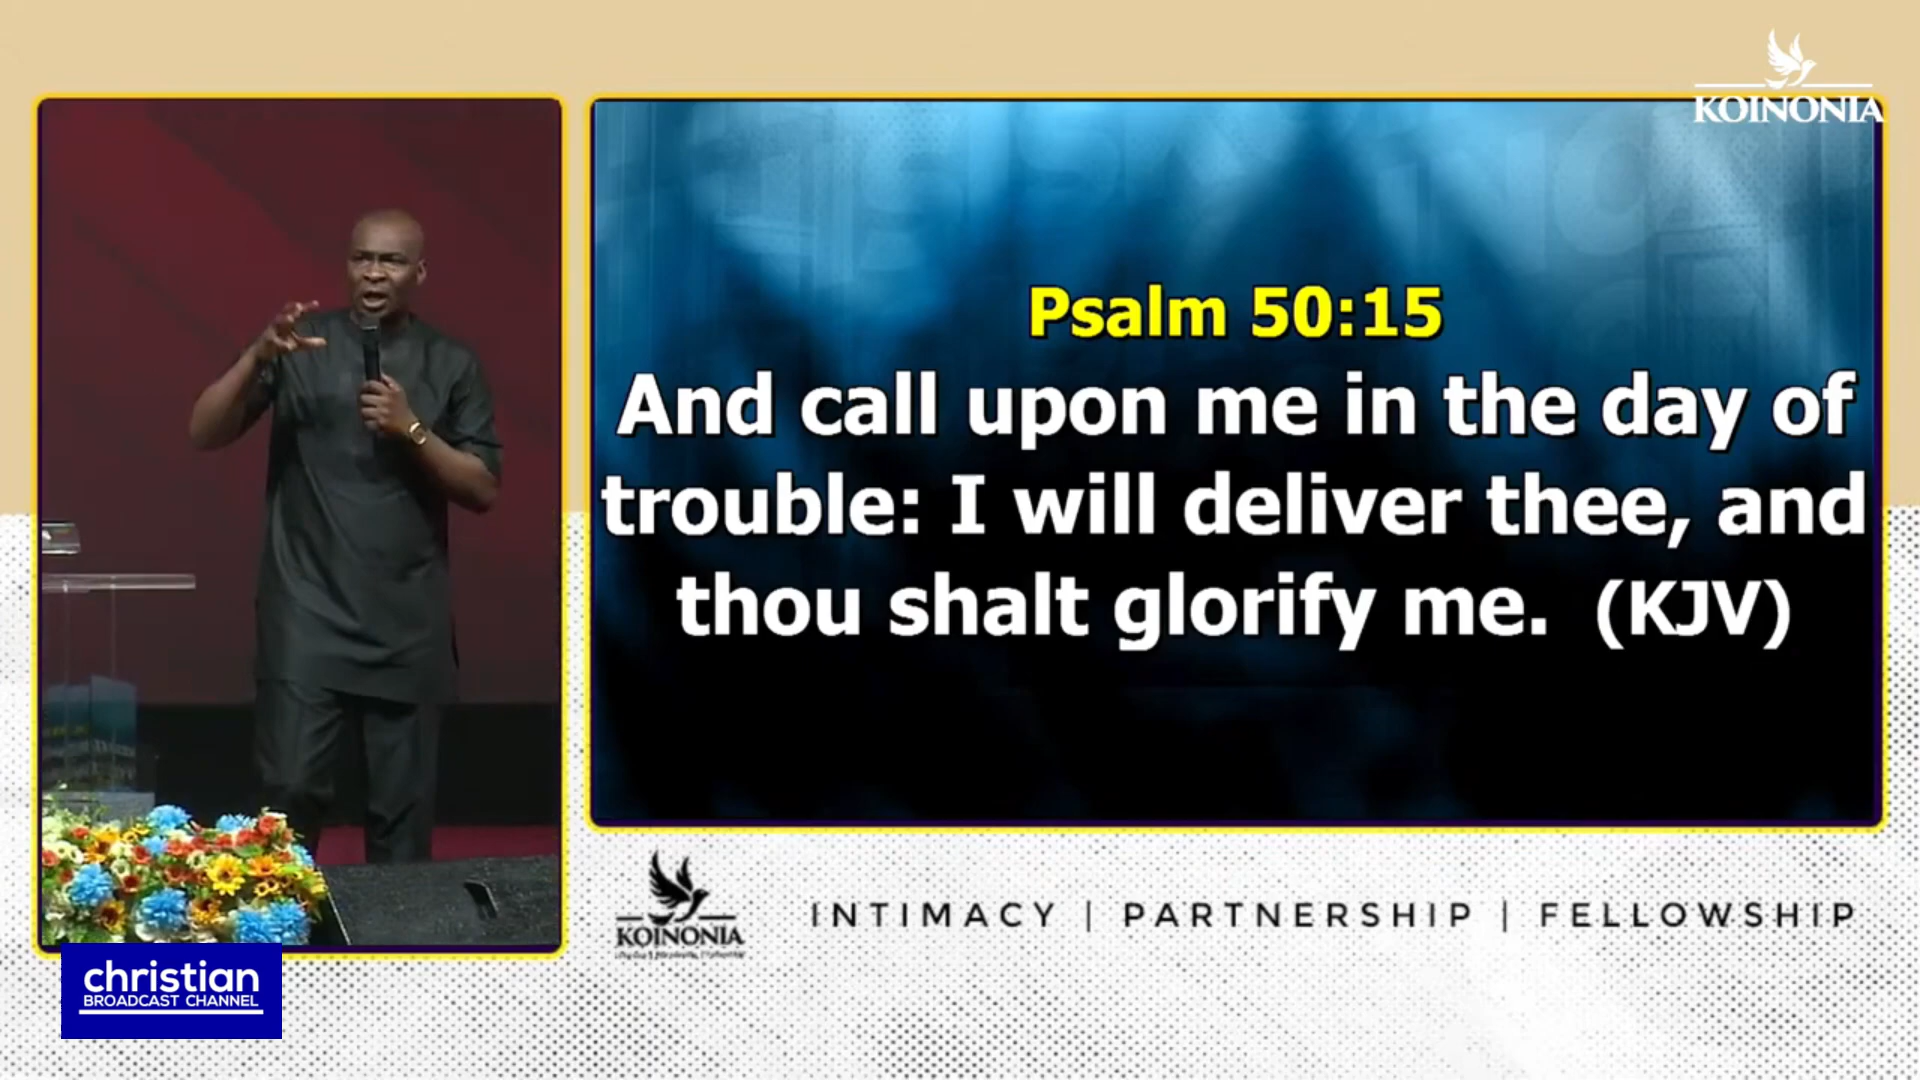 KOINONIA
Psalm 50:15
And call upon me in the day of
trouble: I will deliver thee, and
thou shalt glorify me. (KJV)
KOINONIA
INTIMACY | PARTNERSHIP | FELLOWSHIP
christian
BROADCAST CHANNEL